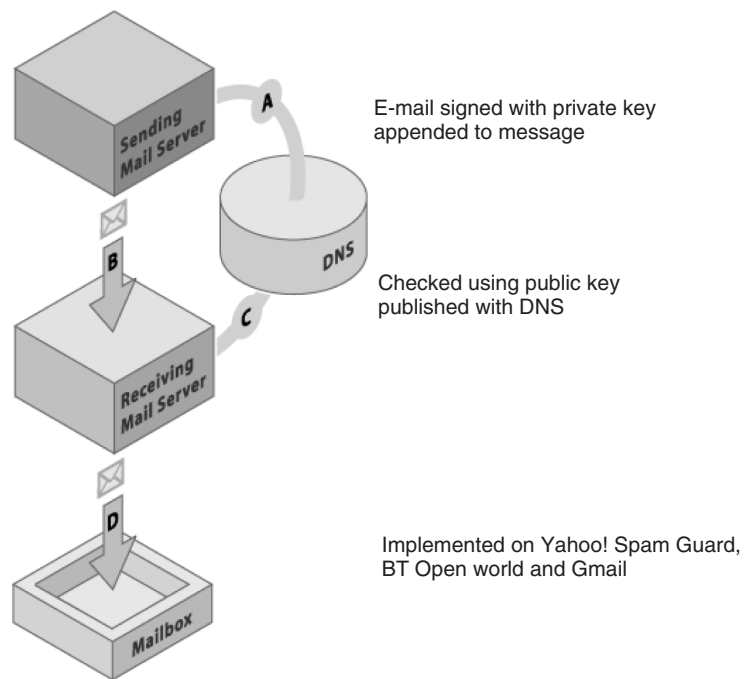 A
Sending
Mail Server
E-mail signed with private key
appended to message
B
DNS
Checked using public key
published with DNS
C
Receiving
Mail Server
D
Implemented on Yahoo! Spam Guard,
BT Open world and Gmail
Mailbox